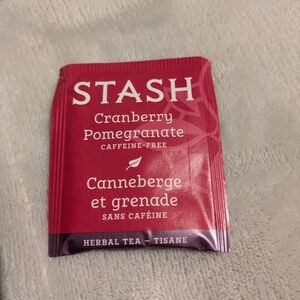 STASH
Cranberry
Pomegranate
CAFFEINE-FREE
Canneberge
et grenade
SANS CAFÉINE
HERBAL TEA – TISANE